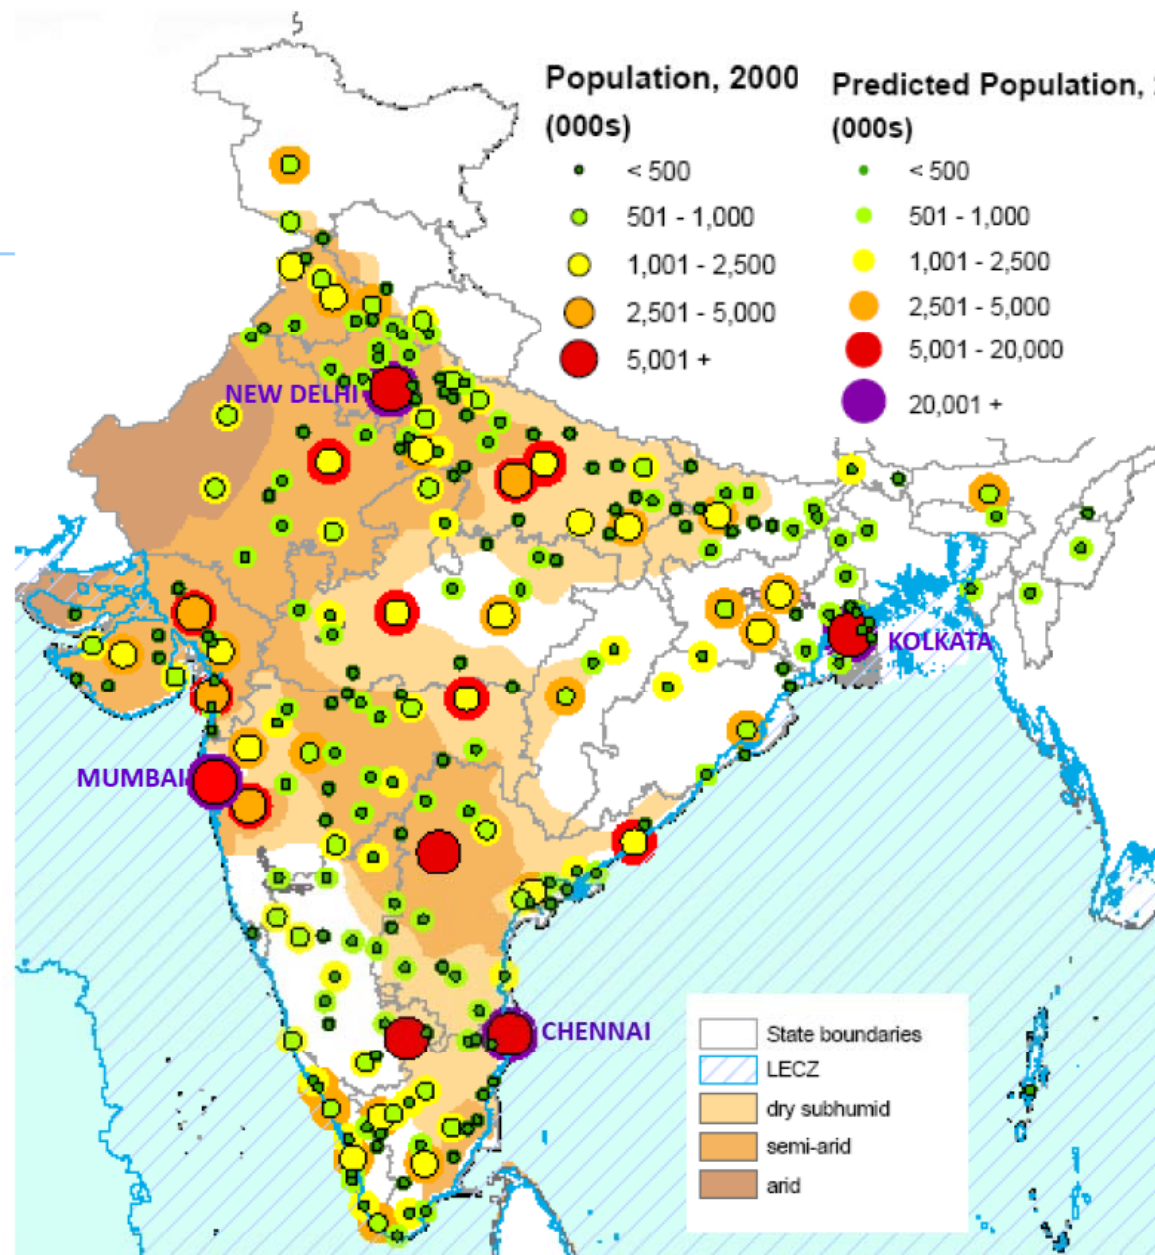 Population, 2000
(000s)
< 500
501 - 1,000
1,001 - 2,500
2,501 - 5,000
5,001 +
Predicted Population,
(000s)
< 500
501 - 1,000
1,001 - 2,500
2,501 - 5,000
5,001 - 20,000
20,001 +
NEW DELHI
KOLKATA
MUMBAI
CHENNAI
State boundaries
LECZ
dry subhumid
semi-arid
arid